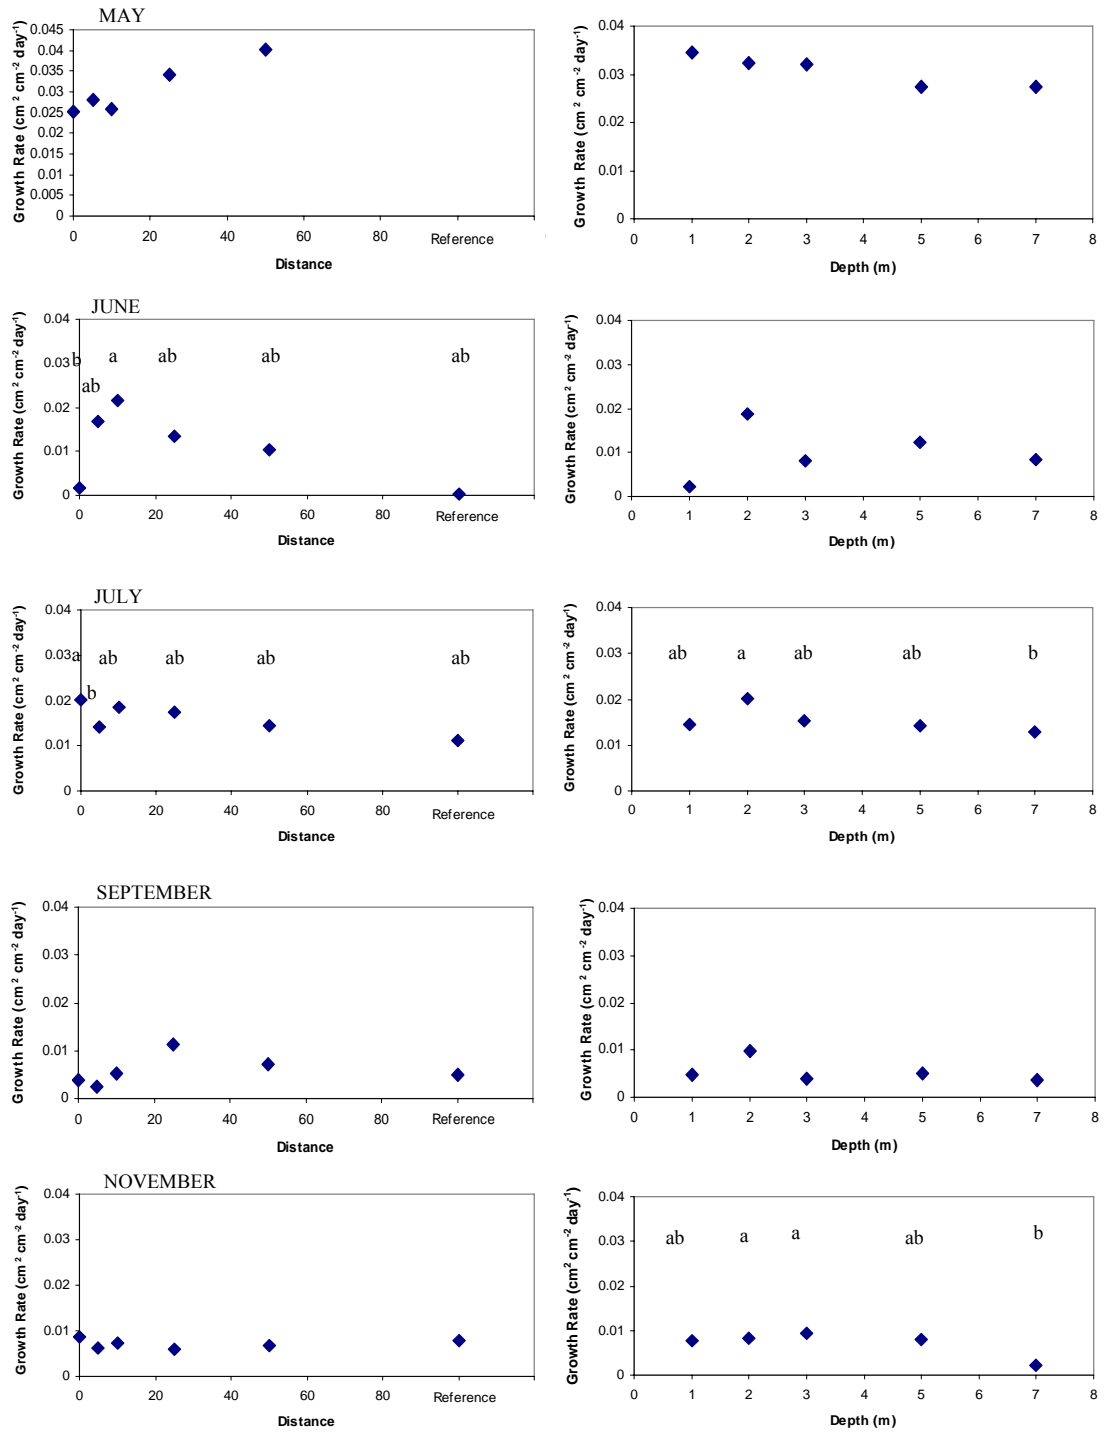 MAY
Growth Rate (cm² cm⁻² day⁻¹)
0.045
0.04
0.035
0.03
0.025
0.02
0.015
0.01
0.005
0
0 20 40 60 80 Reference
Distance
Growth Rate (cm² cm⁻² day⁻¹)
0.04
0.03
0.02
0.01
0
0 1 2 3 4 5 6 7 8
Depth (m)
JUNE
Growth Rate (cm² cm⁻² day⁻¹)
0.04
0.03
0.02
0.01
0
b a ab ab ab
ab
0 20 40 60 80 Reference
Distance
Growth Rate (cm² cm⁻² day⁻¹)
0.04
0.03
0.02
0.01
0
0 1 2 3 4 5 6 7 8
Depth (m)
JULY
Growth Rate (cm² cm⁻² day⁻¹)
0.04
0.03
0.02
0.01
0
a ab ab ab ab
b
0 20 40 60 80 Reference
Distance
Growth Rate (cm² cm⁻² day⁻¹)
0.04
0.03
0.02
0.01
0
ab a ab ab b
0 1 2 3 4 5 6 7 8
Depth (m)
SEPTEMBER
Growth Rate (cm² cm⁻² day⁻¹)
0.04
0.03
0.02
0.01
0
0 20 40 60 80 Reference
Distance
Growth Rate (cm² cm⁻² day⁻¹)
0.04
0.03
0.02
0.01
0
0 1 2 3 4 5 6 7 8
Depth (m)
NOVEMBER
Growth Rate (cm² cm⁻² day⁻¹)
0.04
0.03
0.02
0.01
0
0 20 40 60 80 Reference
Distance
Growth Rate (cm² cm⁻² day⁻¹)
0.04
0.03
0.02
0.01
0
ab a a ab b
0 1 2 3 4 5 6 7 8
Depth (m)